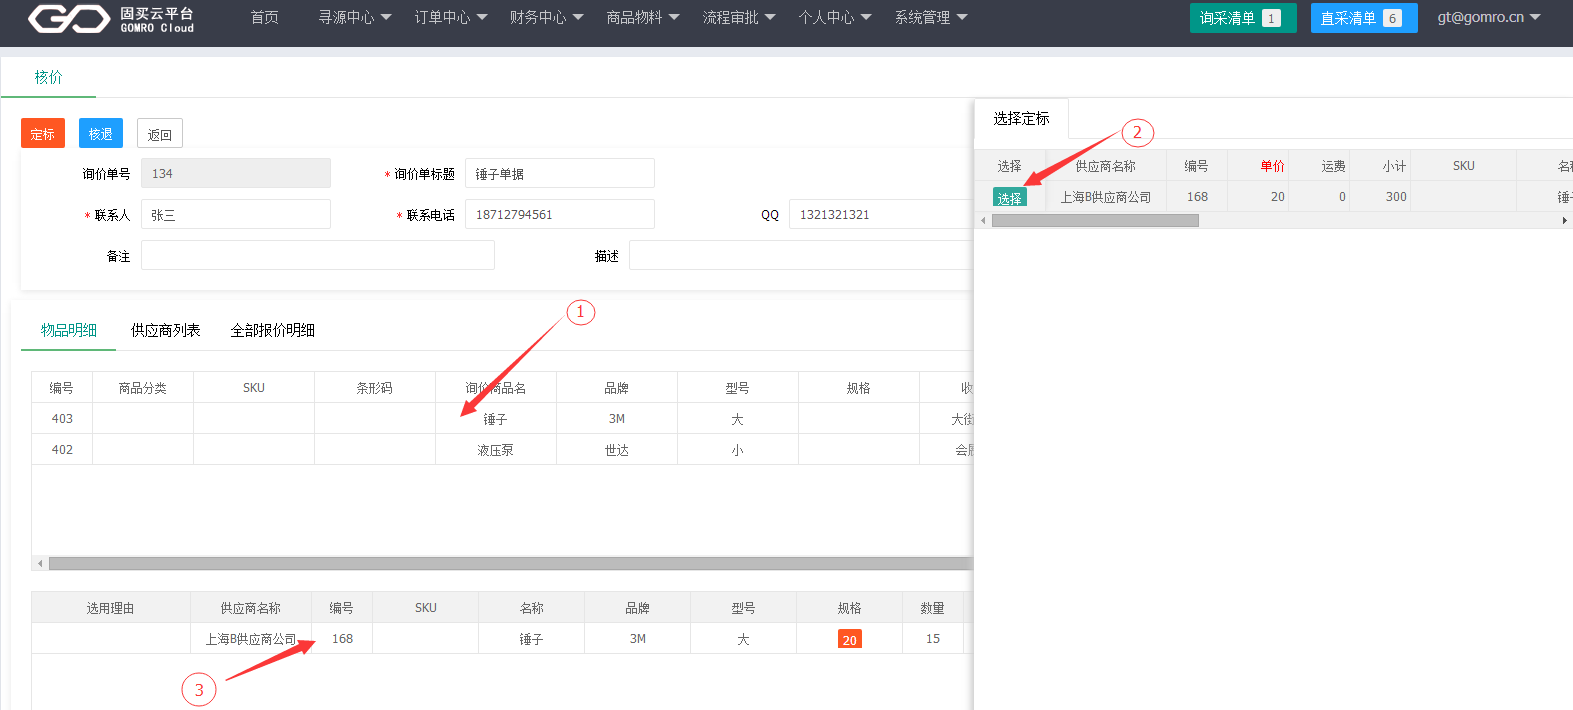 固买云平台
GOMRO Cloud
首页 寻源中心 订单中心 财务中心 商品物料 流程审批 个人中心 系统管理 询采清单 1 直采清单 6 gt@gomro.cn
核价
定标 核退 返回
询价单号 134 * 询价单标题 锤子单据
* 联系人 张三 * 联系电话 18712794561 QQ 1321321321
备注 描述
选择定标
2
选择 供应商名称 编号 单价 运费 小计 SKU
选择 上海B供应商公司 168 20 0 300
1
物品明细 供应商列表 全部报价明细
编号 商品分类 SKU 条形码 询价商品名 品牌 型号 规格 收
403 锤子 3M 大 大街
402 液压泵 世达 小
选用理由 供应商名称 编号 SKU 名称 品牌 型号 规格 数量
上海B供应商公司 168 锤子 3M 大 20 15
3